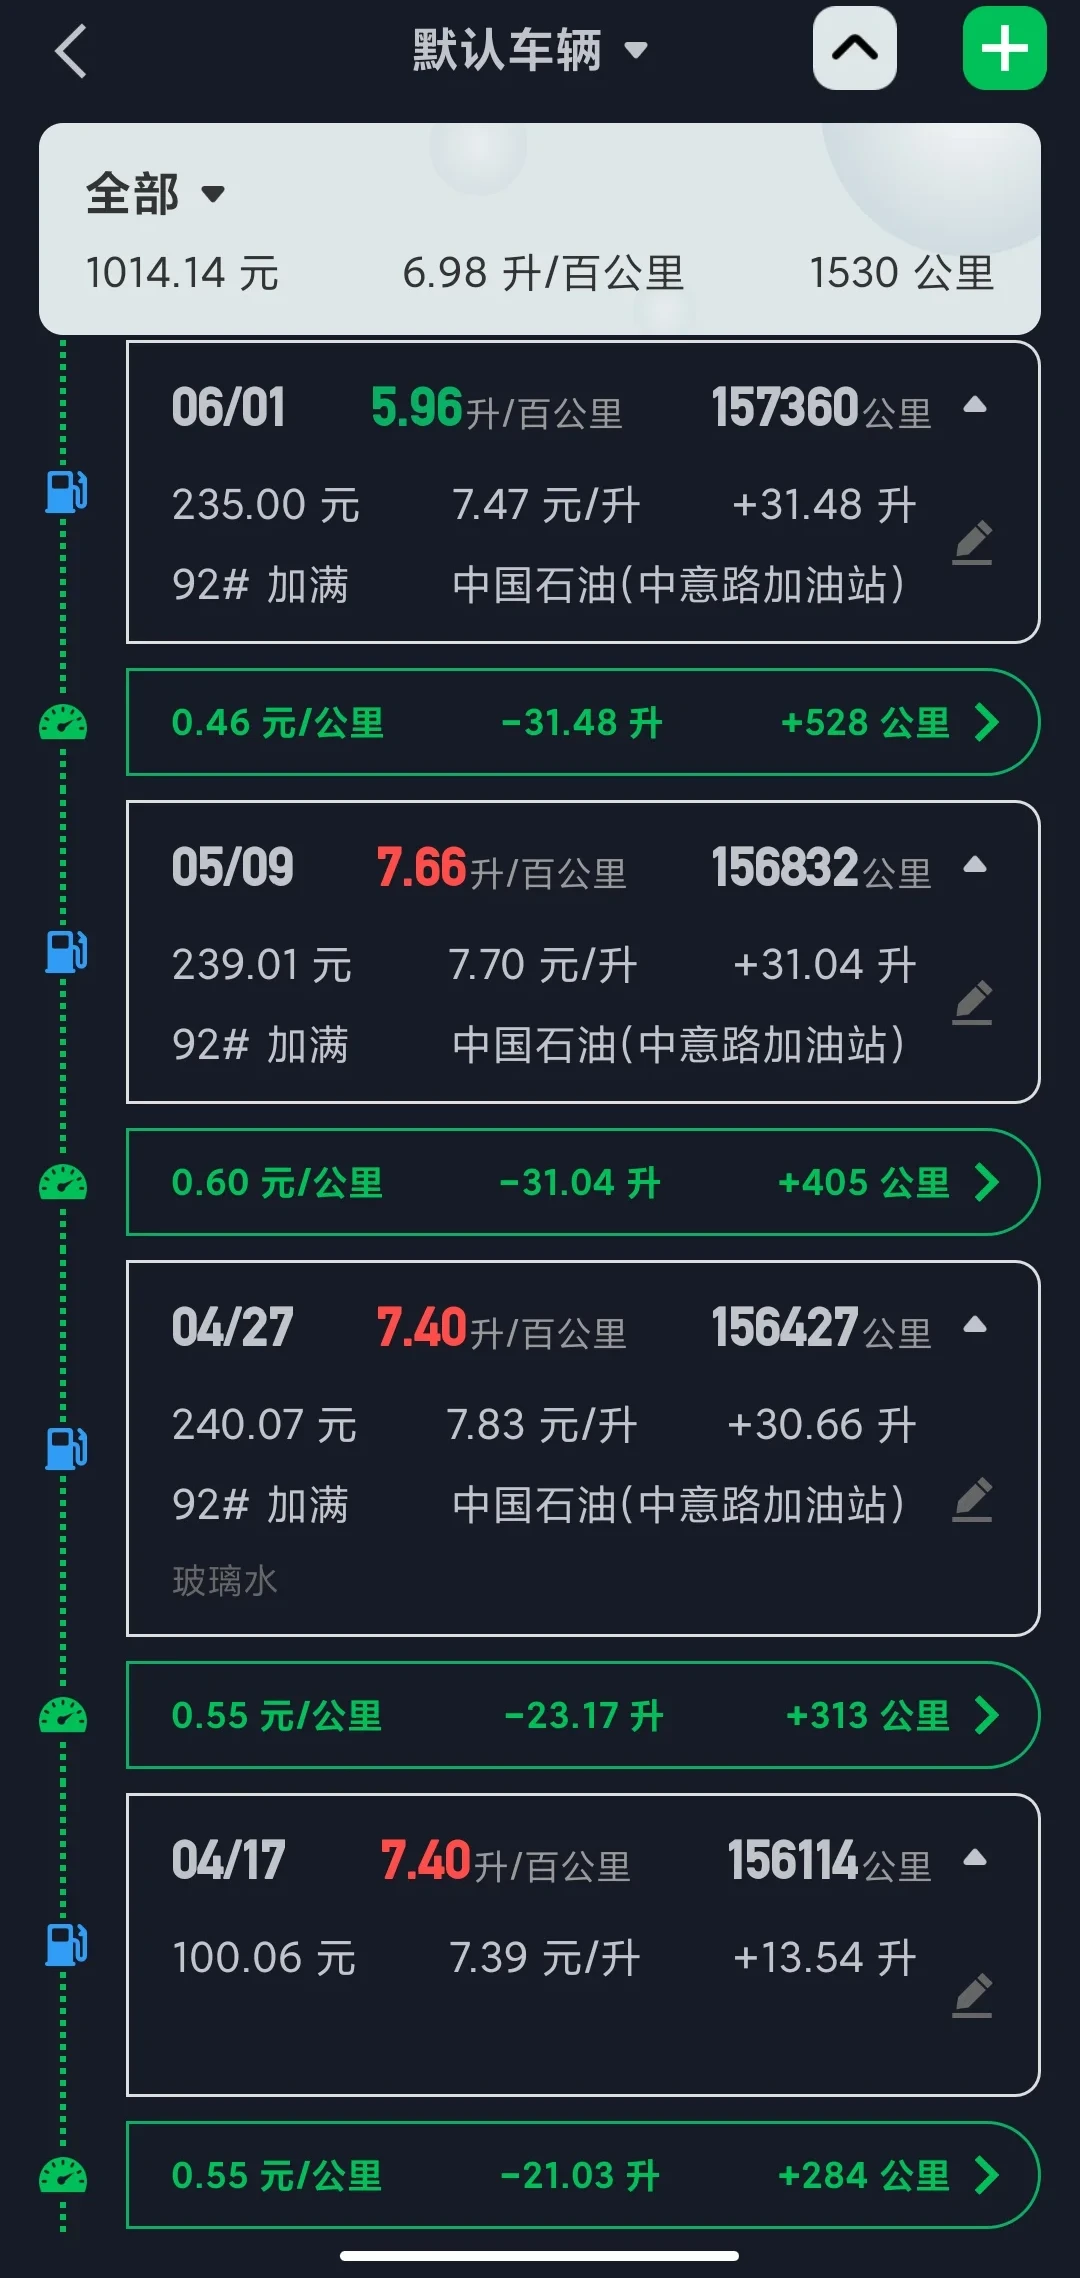 默认车辆
全部
1014.14 元 6.98 升/百公里 1530 公里
06/01 5.96升/百公里 157360公里
235.00 元 7.47 元/升 +31.48 升
92# 加满 中国石油(中意路加油站)
0.46 元/公里 -31.48 升 +528 公里
05/09 7.66升/百公里 156832公里
239.01 元 7.70 元/升 +31.04 升
92# 加满 中国石油(中意路加油站)
0.60 元/公里 -31.04 升 +405 公里
04/27 7.40升/百公里 156427公里
240.07 元 7.83 元/升 +30.66 升
92# 加满 中国石油(中意路加油站)
玻璃水
0.55 元/公里 -23.17 升 +313 公里
04/17 7.40升/百公里 156114公里
100.06 元 7.39 元/升 +13.54 升
0.55 元/公里 -21.03 升 +284 公里